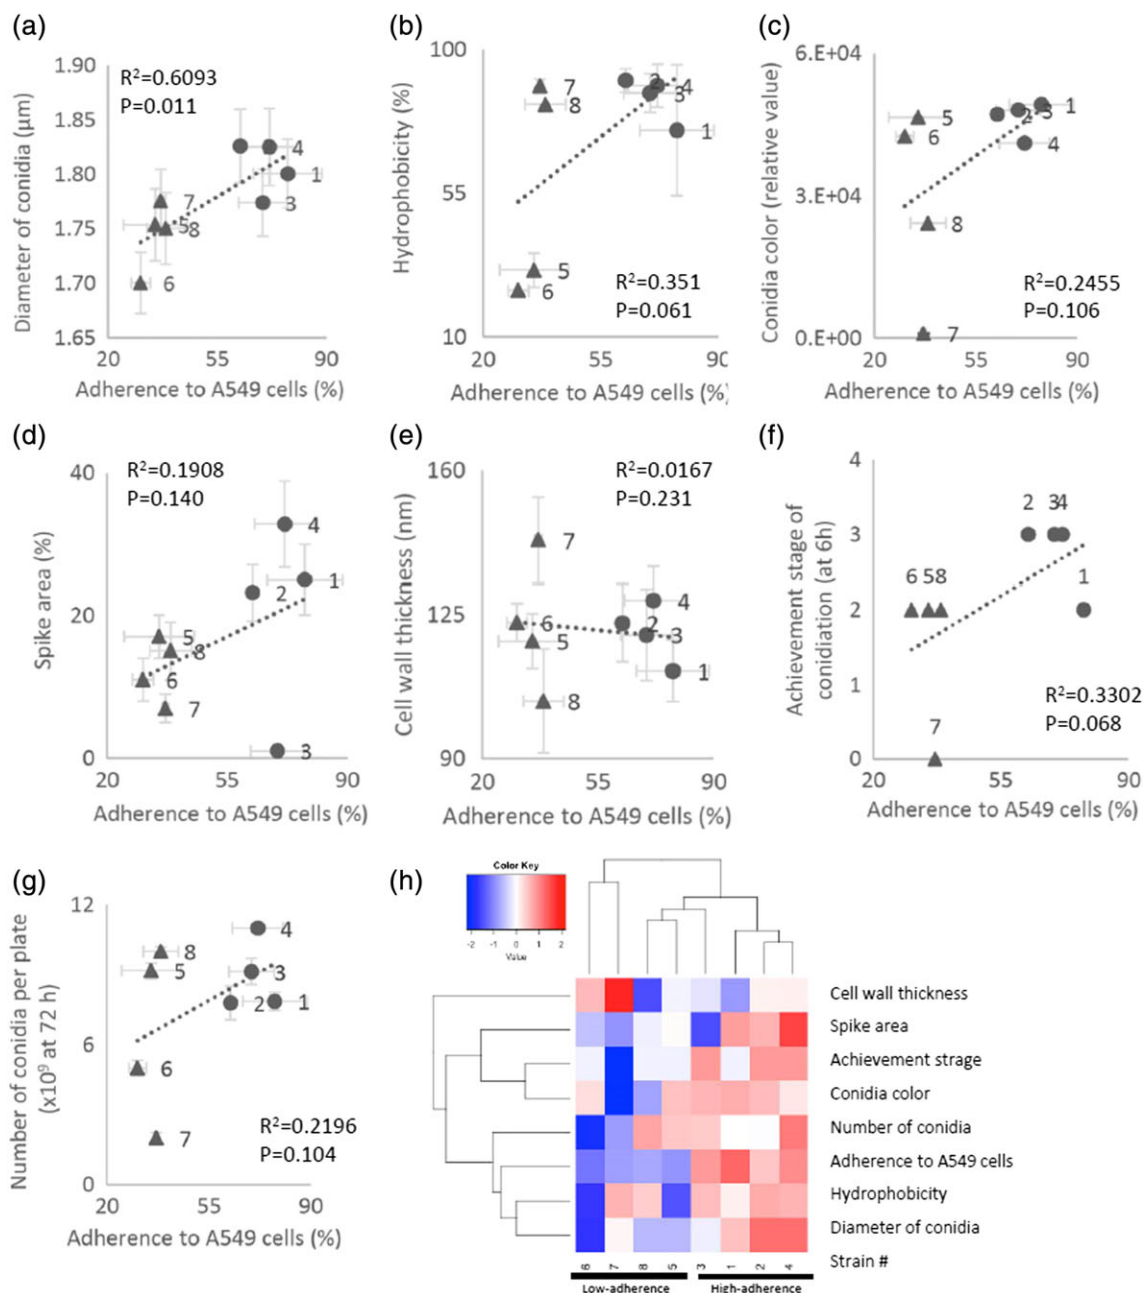 (a)
1.90
1.85
1.80
1.75
1.70
1.65
R²=0.6093
P=0.011
4
1
3
7
5
8
6
20 55 90
Diameter of conidia (µm)
Adherence to A549 cells (%)
(b)
100
55
10
7
8
2
4
3
1
5
6
R²=0.351
P=0.061
20 55 90
Hydrophobicity (%)
Adherence to A549 cells (%)
(c)
6.E+04
3.E+04
0.E+00
5
6
2
3
1
4
8
7
R²=0.2455
P=0.106
20 55 90
Conidia color (relative value)
Adherence to A549 cells (%)
(d)
40
20
0
R²=0.1908
P=0.140
4
1
2
5
8
6
7
3
20 55 90
Spike area (%)
Adherence to A549 cells (%)
(e)
160
125
90
R²=0.0167
P=0.231
7
4
6
2
5
3
1
8
20 55 90
Cell wall thickness (nm)
Adherence to A549 cells (%)
(f)
4
3
2
1
0
2 34
6 58
1
7
R²=0.3302
P=0.068
20 55 90
Achievement stage of
conidiation (at 6h)
Adherence to A549 cells (%)
(g)
12
6
0
4
8
5
3
2
1
6
7
R²=0.2196
P=0.104
20 55 90
Number of conidia per plate
(x10⁹ at 72 h)
Adherence to A549 cells (%)
(h)
Color Key
-2 -1 0 1 2
Value
Cell wall thickness
Spike area
Achievement strage
Conidia color
Number of conidia
Adherence to A549 cells
Hydrophobicity
Diameter of conidia
Strain #
6 7 8 5 3 1 2 4
Low-adherence High-adherence